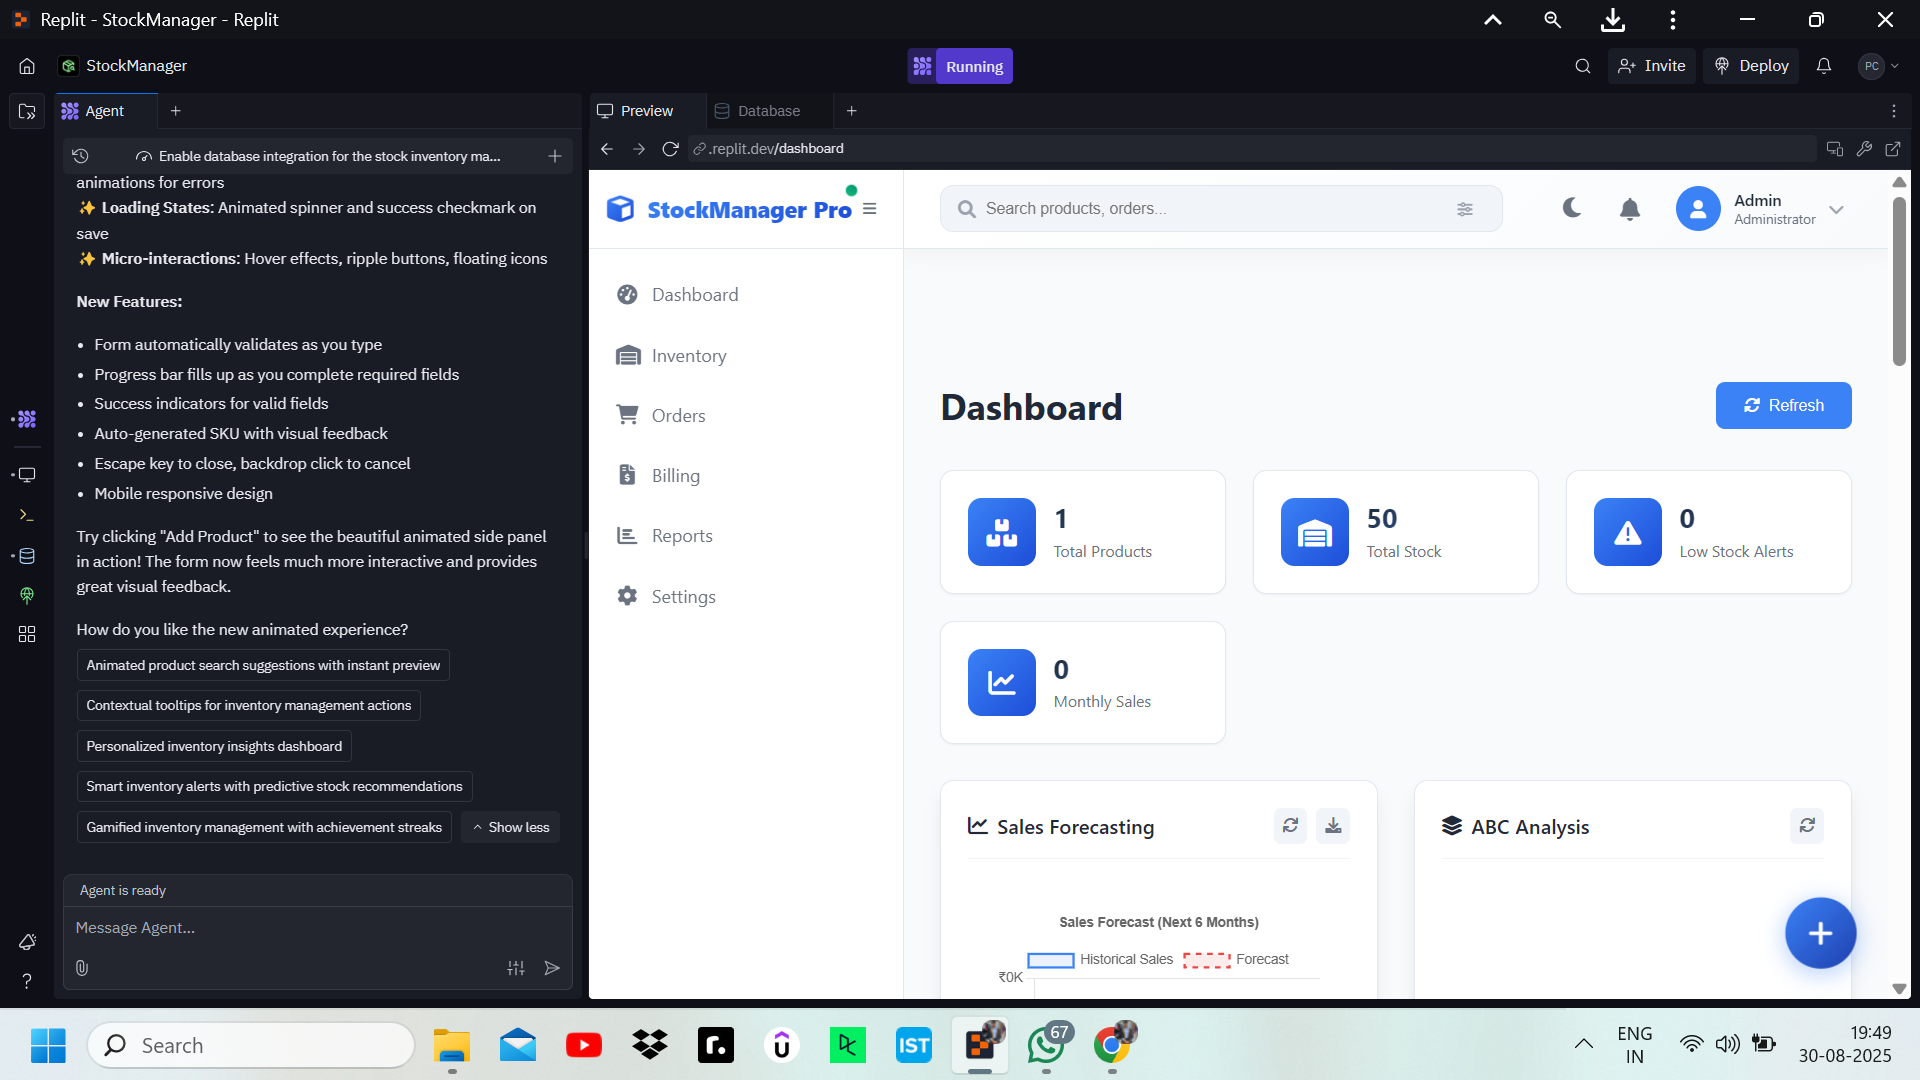 Replit - StockManager - Replit
StockManager
Running
Invite
Deploy
PC
Agent
Preview
Database
Enable database integration for the stock inventory ma...
.replit.dev/dashboard
animations for errors
✨ Loading States: Animated spinner and success checkmark on
save
✨ Micro-interactions: Hover effects, ripple buttons, floating icons
New Features:
• Form automatically validates as you type
• Progress bar fills up as you complete required fields
• Success indicators for valid fields
• Auto-generated SKU with visual feedback
• Escape key to close, backdrop click to cancel
• Mobile responsive design
Try clicking "Add Product" to see the beautiful animated side panel
in action! The form now feels much more interactive and provides
great visual feedback.
How do you like the new animated experience?
Animated product search suggestions with instant preview
Contextual tooltips for inventory management actions
Personalized inventory insights dashboard
Smart inventory alerts with predictive stock recommendations
Gamified inventory management with achievement streaks
Show less
Agent is ready
Message Agent...
StockManager Pro
Search products, orders...
Admin
Administrator
Dashboard
Inventory
Orders
Billing
Reports
Settings
Dashboard
Refresh
1
Total Products
50
Total Stock
0
Low Stock Alerts
0
Monthly Sales
Sales Forecasting
ABC Analysis
Sales Forecast (Next 6 Months)
Historical Sales
Forecast
₹0K
Search
r.
IST
67
ENG
IN
19:49
30-08-2025